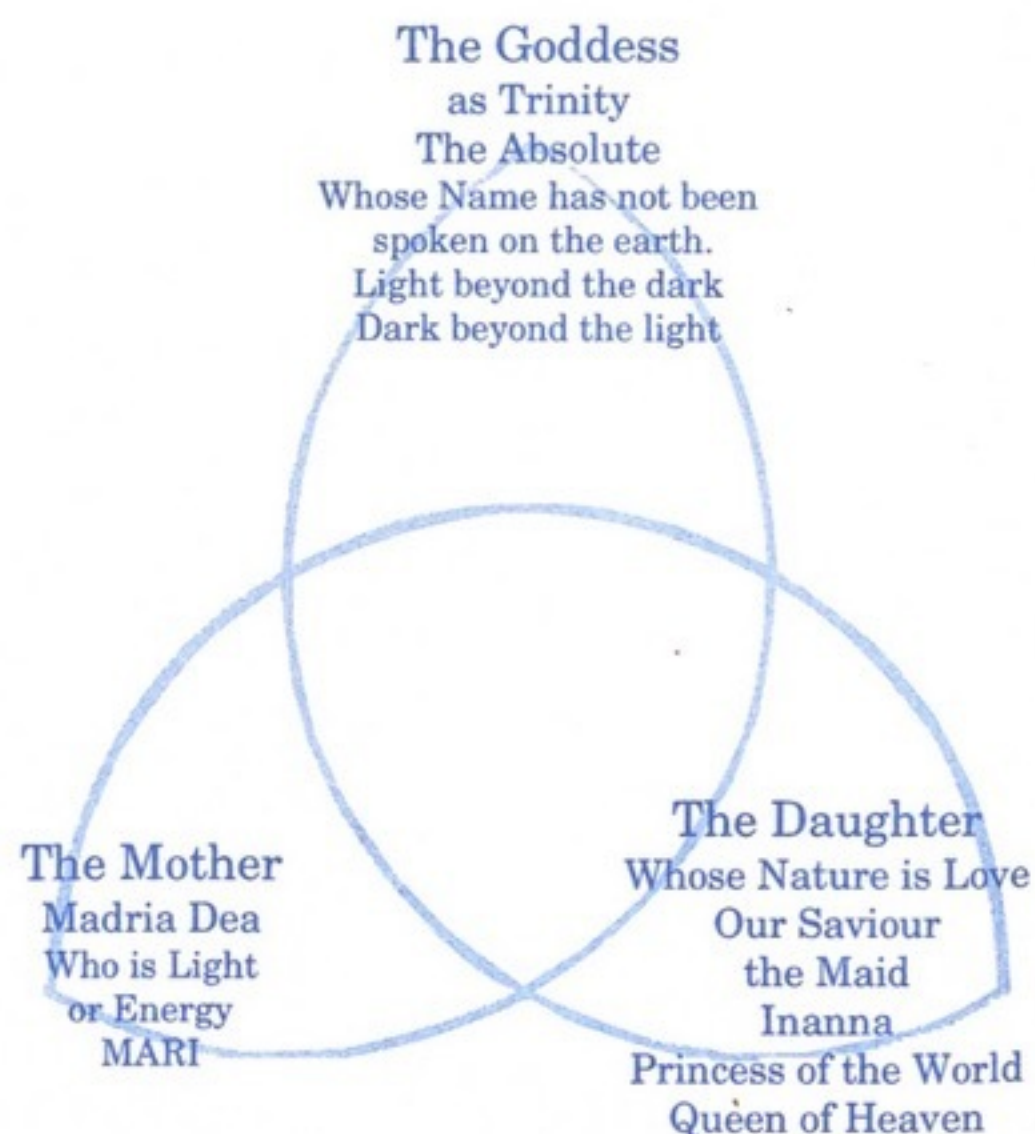 The Goddess
as Trinity
The Absolute
Whose Name has not been
spoken on the earth.
Light beyond the dark
Dark beyond the light
The Mother
Madria Dea
Who is Light
or Energy
MARI
The Daughter
Whose Nature is Love
Our Saviour
the Maid
Inanna
Princess of the World
Queen of Heaven